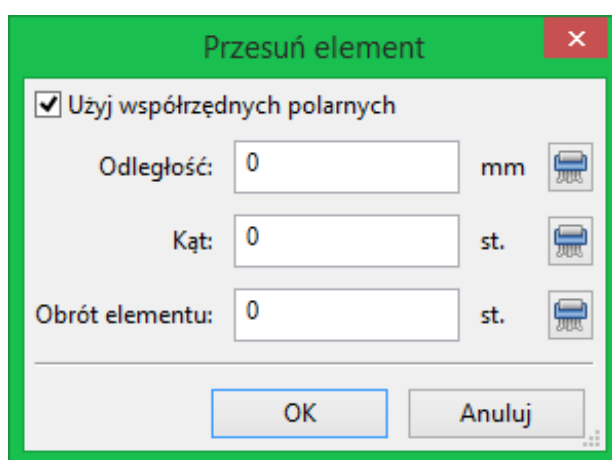 Przesuń element
Użyj współrzędnych polarnych
Odległość: 0 mm
Kąt: 0 st.
Obrót elementu: 0 st.
OK Anuluj